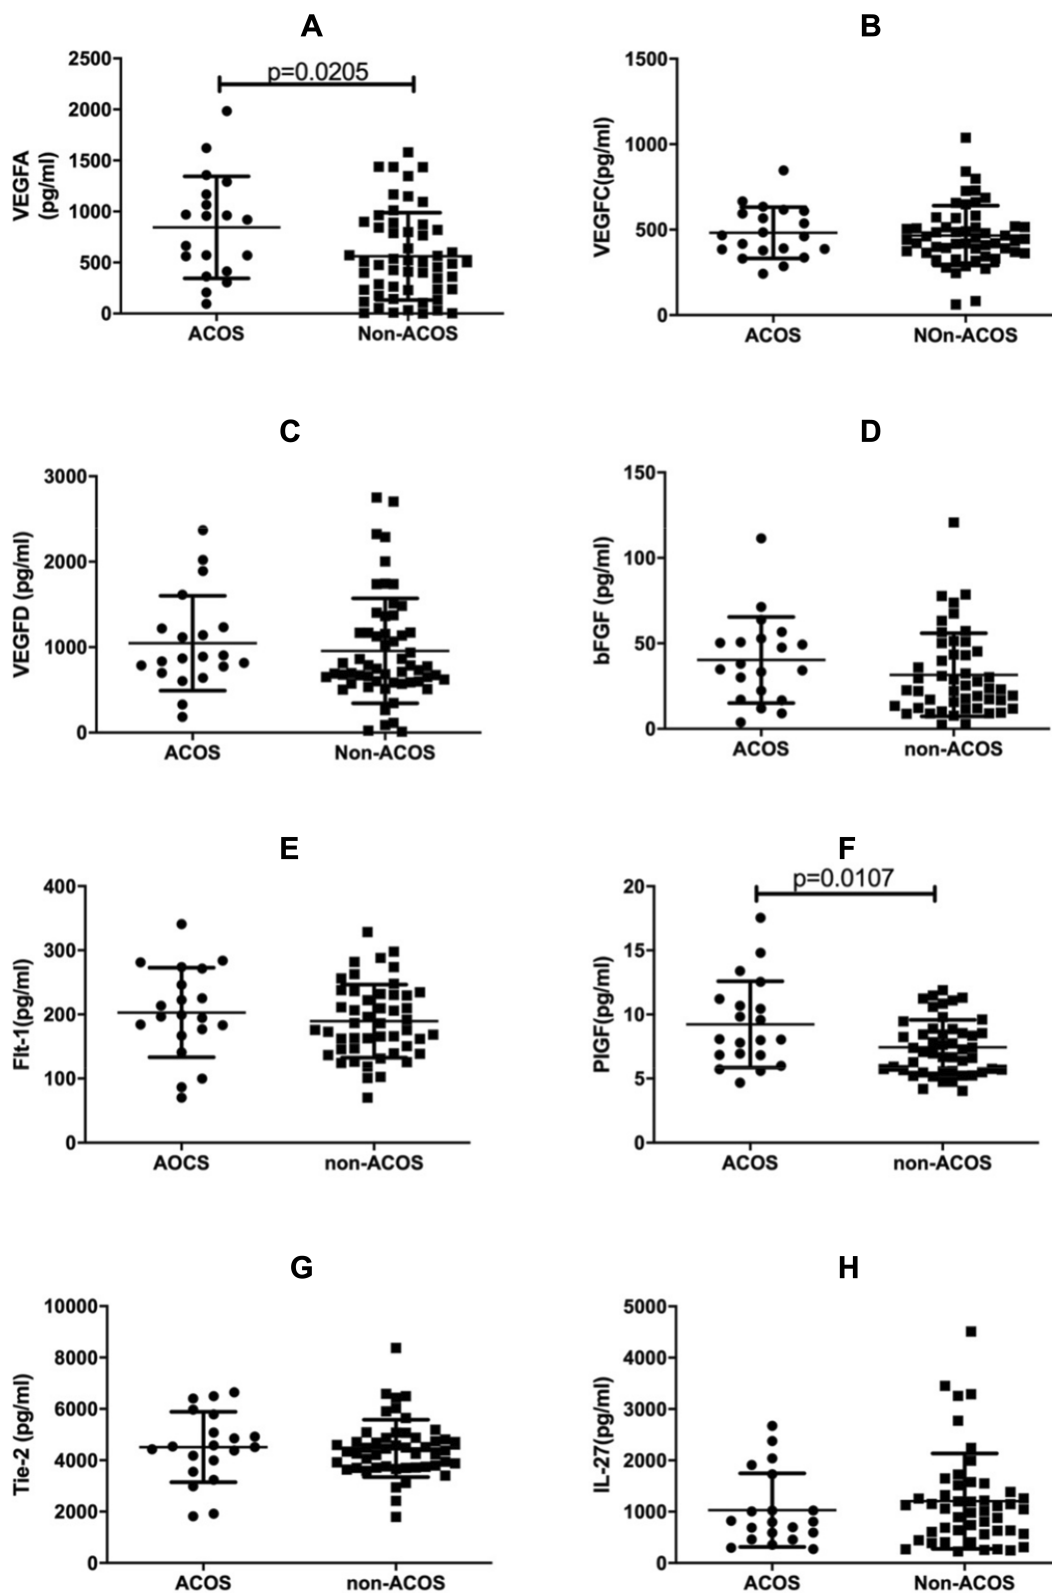 A
p=0.0205
VEGFA
(pg/ml)
2500
2000
1500
1000
500
0
ACOS
Non-ACOS
B
VEGFC(pg/ml)
1500
1000
500
0
ACOS
NOn-ACOS
C
VEGFD (pg/ml)
3000
2000
1000
0
ACOS
Non-ACOS
D
bFGF (pg/ml)
150
100
50
0
ACOS
non-ACOS
E
Flt-1(pg/ml)
400
300
200
100
0
AOCS
non-ACOS
F
p=0.0107
PlGF(pg/ml)
20
15
10
5
0
ACOS
non-ACOS
G
Tie-2 (pg/ml)
10000
8000
6000
4000
2000
0
ACOS
non-ACOS
H
IL-27(pg/ml)
5000
4000
3000
2000
1000
0
ACOS
Non-ACOS